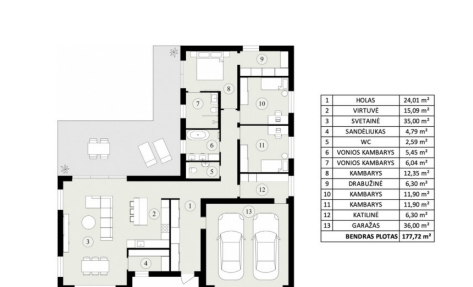 9
8
10
7
11
6
5
12
1
13
2
3
4
1 HOLAS 24,01 m²
2 VIRTUVĖ 15,09 m²
3 SVETAINĖ 35,00 m²
4 SANDĖLIUKAS 4,79 m²
5 WC 2,59 m²
6 VONIOS KAMBARYS 5,45 m²
7 VONIOS KAMBARYS 6,04 m²
8 KAMBARYS 12,35 m²
9 DRABUŽINĖ 6,30 m²
10 KAMBARYS 11,90 m²
11 KAMBARYS 11,90 m²
12 KATILINĖ 6,30 m²
13 GARAŽAS 36,00 m²
BENDRAS PLOTAS 177,72 m²